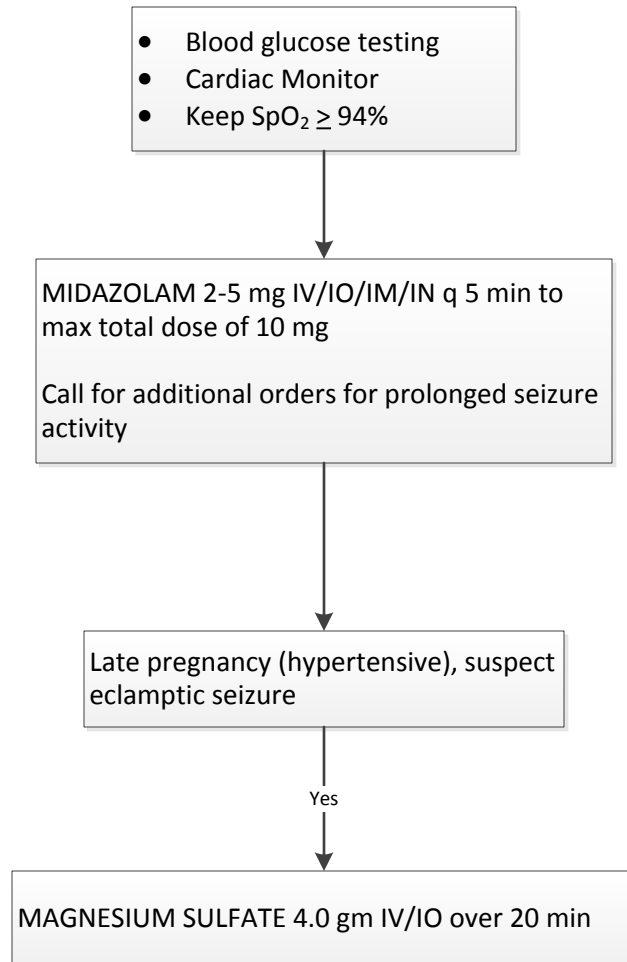 • Blood glucose testing
• Cardiac Monitor
• Keep SpO₂ ≥ 94%
MIDAZOLAM 2-5 mg IV/IO/IM/IN q 5 min to
max total dose of 10 mg
Call for additional orders for prolonged seizure
activity
Late pregnancy (hypertensive), suspect
eclamptic seizure
Yes
MAGNESIUM SULFATE 4.0 gm IV/IO over 20 min